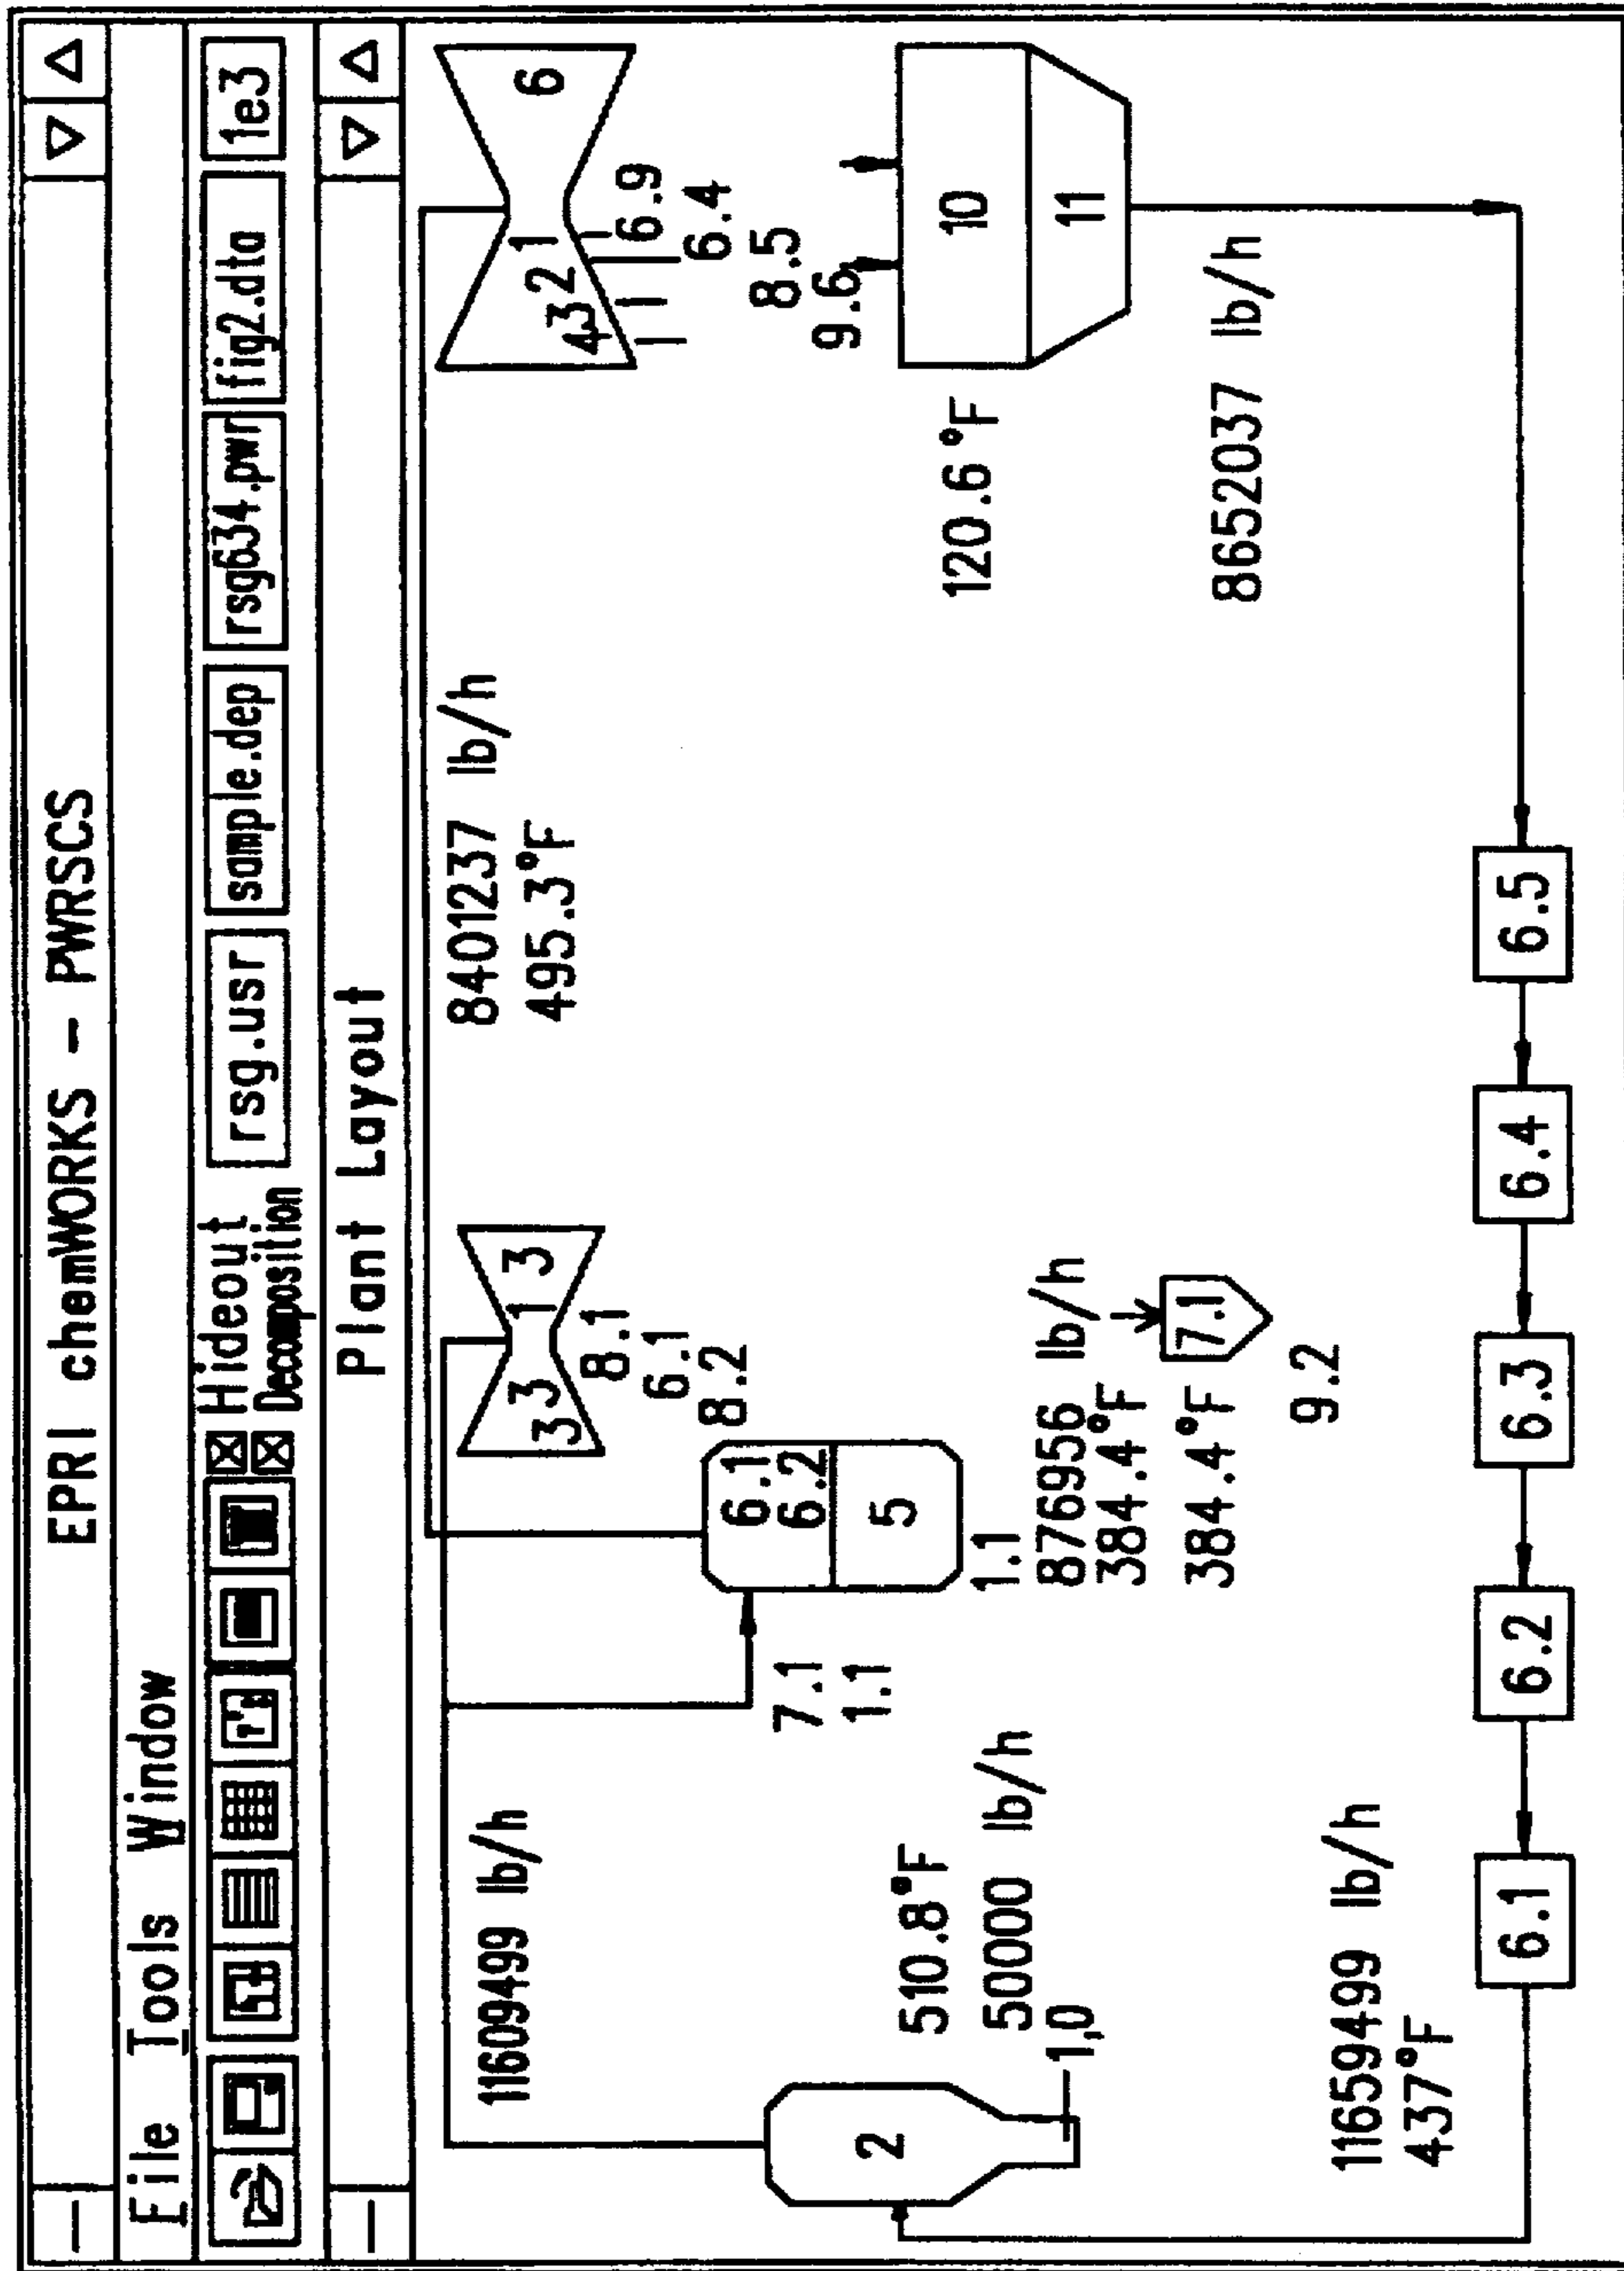 EPRI chemWORKS - PWRSCS
File Tools Window
Hideout
Decomposition
rsg.usr
sample.dep
rsg634.pwr
fig2.dta
1e3
Plant Layout
11609499 lb/h
8401237 lb/h
495.3°F
3 3 1 3
8.1
6.1
8.2
4 3 2 1 6
6.9
6.4
8.5
9.6
6.1
6.2
5
1.1
7.1
1.1
2
510.8°F
50000 lb/h
1,0
876956 lb/h
384.4°F
384.4°F
7.1
9.2
120.6°F
10
11
8652037 lb/h
11659499 lb/h
437°F
6.1
6.2
6.3
6.4
6.5